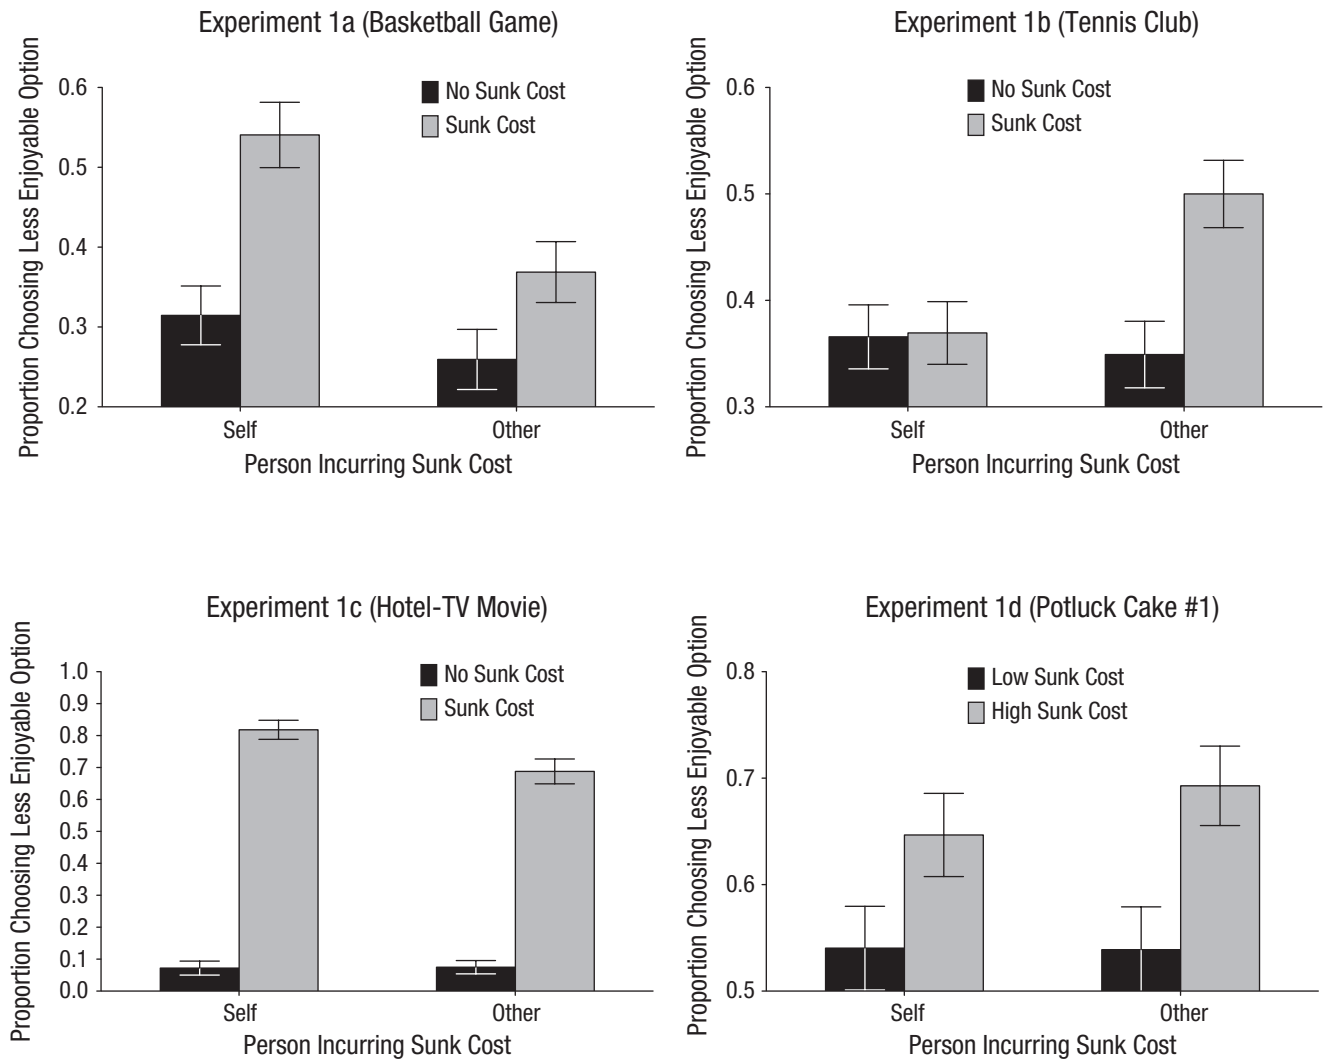 Experiment 1a (Basketball Game)
Proportion Choosing Less Enjoyable Option
0.6
0.5
0.4
0.3
0.2
No Sunk Cost
Sunk Cost
Self
Other
Person Incurring Sunk Cost
Experiment 1b (Tennis Club)
Proportion Choosing Less Enjoyable Option
0.6
0.5
0.4
0.3
No Sunk Cost
Sunk Cost
Self
Other
Person Incurring Sunk Cost
Experiment 1c (Hotel-TV Movie)
Proportion Choosing Less Enjoyable Option
1.0
0.9
0.8
0.7
0.6
0.5
0.4
0.3
0.2
0.1
0.0
No Sunk Cost
Sunk Cost
Self
Other
Person Incurring Sunk Cost
Experiment 1d (Potluck Cake #1)
Proportion Choosing Less Enjoyable Option
0.8
0.7
0.6
0.5
Low Sunk Cost
High Sunk Cost
Self
Other
Person Incurring Sunk Cost